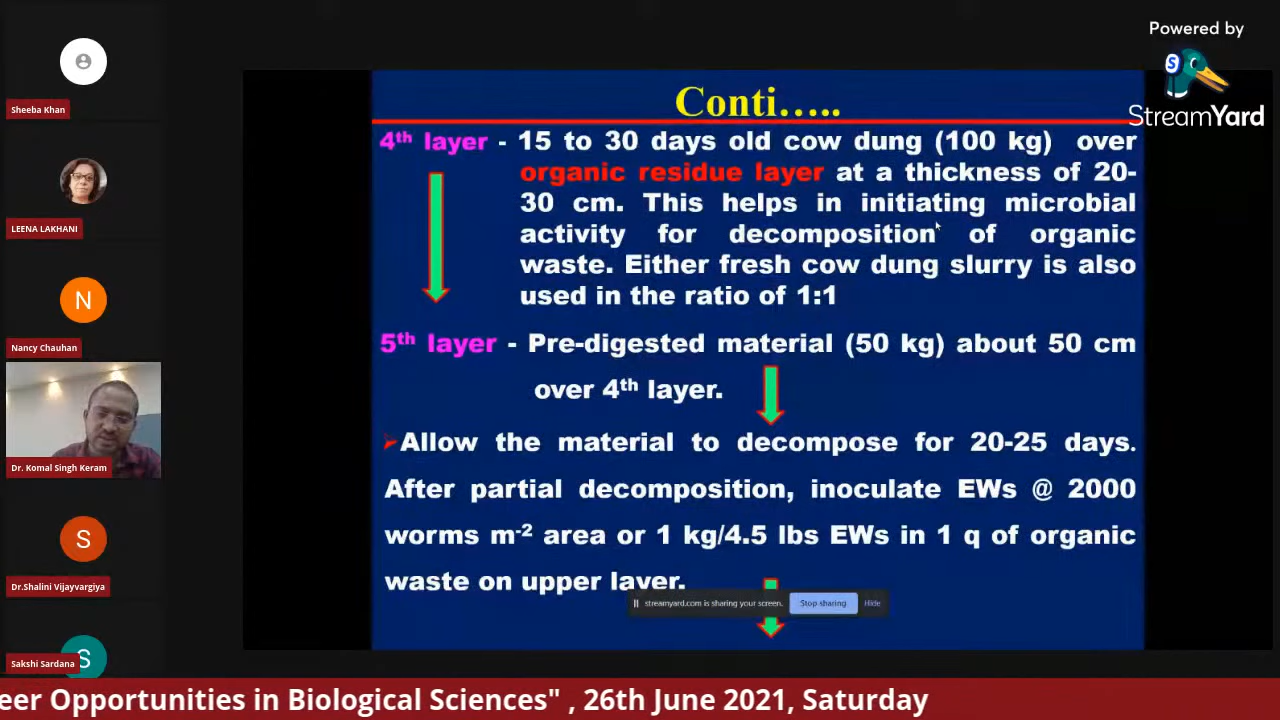 Powered by
StreamYard
Sheeba Khan
LEENA LAKHANI
N
Nancy Chauhan
Dr. Komal Singh Keram
S
Dr.Shalini Vijayvargiya
S
Sakshi Sardana
Conti…..
4th layer - 15 to 30 days old cow dung (100 kg) over
organic residue layer at a thickness of 20-
30 cm. This helps in initiating microbial
activity for decomposition of organic
waste. Either fresh cow dung slurry is also
used in the ratio of 1:1
5th layer - Pre-digested material (50 kg) about 50 cm
over 4th layer.
Allow the material to decompose for 20-25 days.
After partial decomposition, inoculate EWs @ 2000
worms m-2 area or 1 kg/4.5 lbs EWs in 1 q of organic
waste on upper layer.
streamyard.com is sharing your screen. Stop sharing Hide
eer Opportunities in Biological Sciences" , 26th June 2021, Saturday